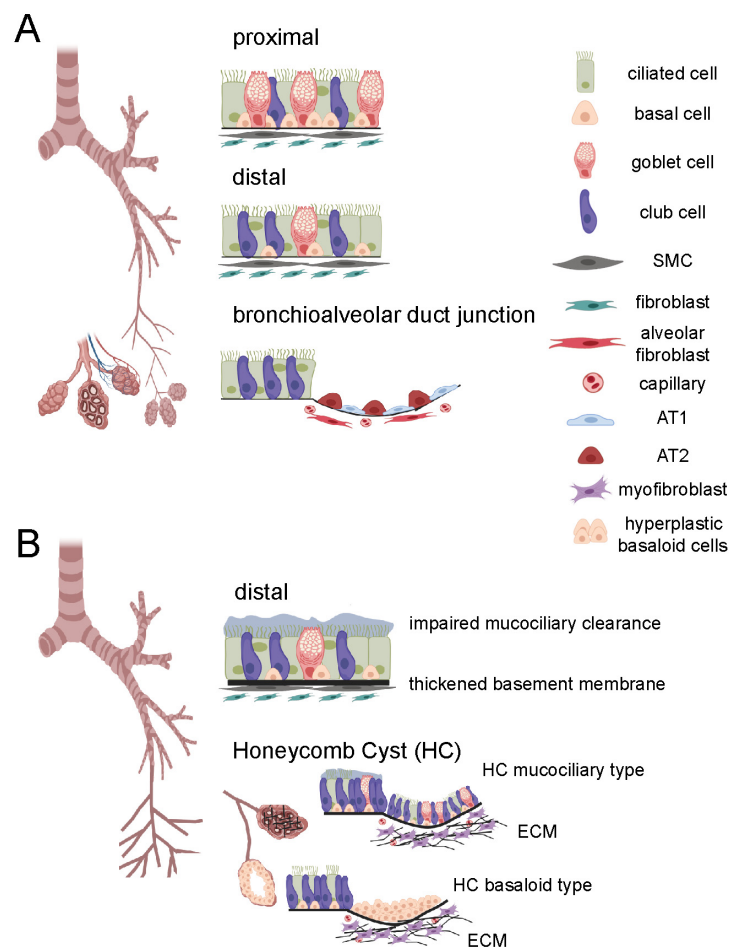 A
proximal
distal
bronchioalveolar duct junction
ciliated cell
basal cell
goblet cell
club cell
SMC
fibroblast
alveolar
fibroblast
capillary
AT1
AT2
myofibroblast
hyperplastic
basaloid cells
B
distal
impaired mucociliary clearance
thickened basement membrane
Honeycomb Cyst (HC)
HC mucociliary type
ECM
HC basaloid type
ECM